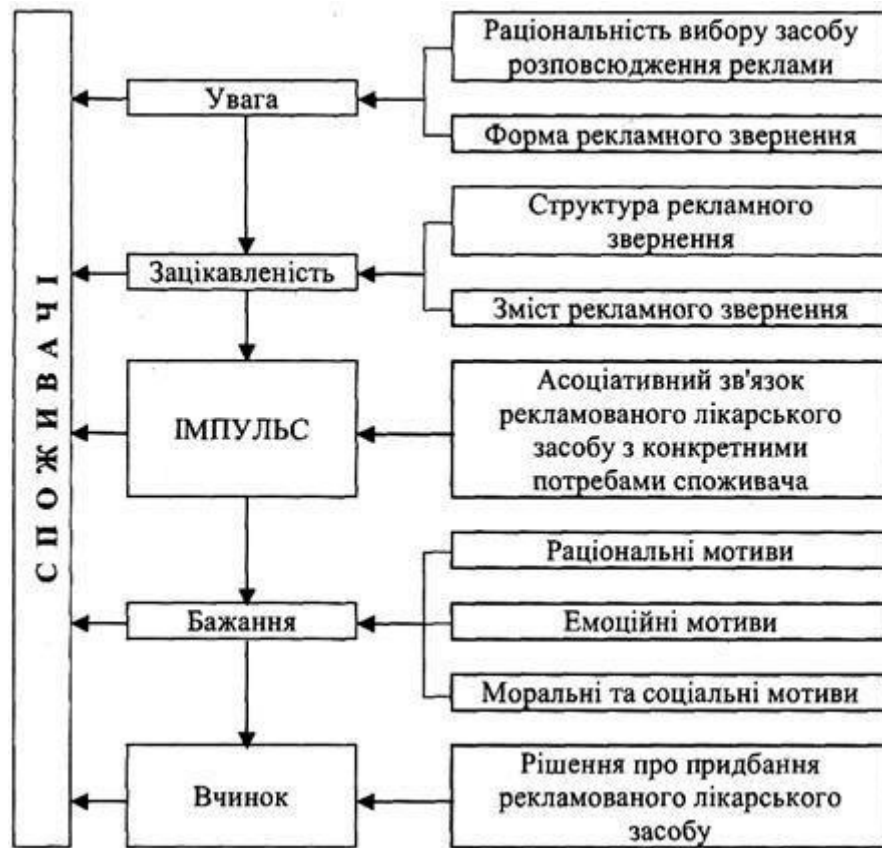 СПОЖИВАЧІ
Раціональність вибору засобу
розповсюдження реклами
Увага
Форма рекламного звернення
Структура рекламного
звернення
Зацікавленість
Зміст рекламного звернення
ІМПУЛЬС
Асоціативний зв'язок
рекламованого лікарського
засобу з конкретними
потребами споживача
Раціональні мотиви
Бажання
Емоційні мотиви
Моральні та соціальні мотиви
Вчинок
Рішення про придбання
рекламованого лікарського
засобу